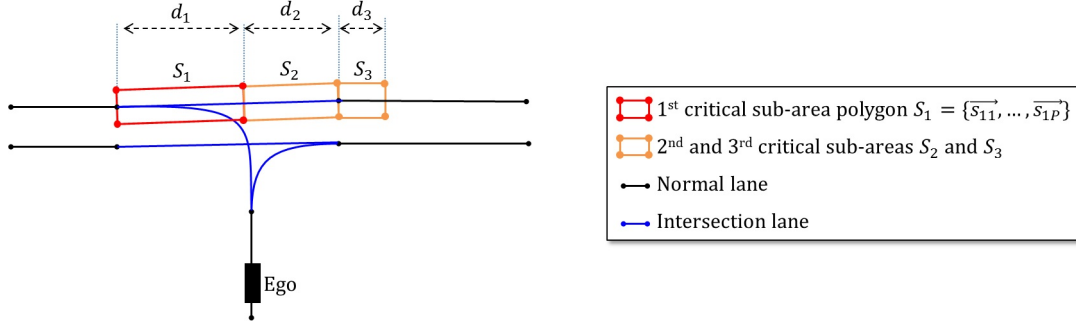 d₁ d₂ d₃
S₁ S₂ S₃
Ego
1ˢᵗ critical sub-area polygon S₁ = {s₁₁⃗, … , s₁P⃗}
2ⁿᵈ and 3ʳᵈ critical sub-areas S₂ and S₃
Normal lane
Intersection lane